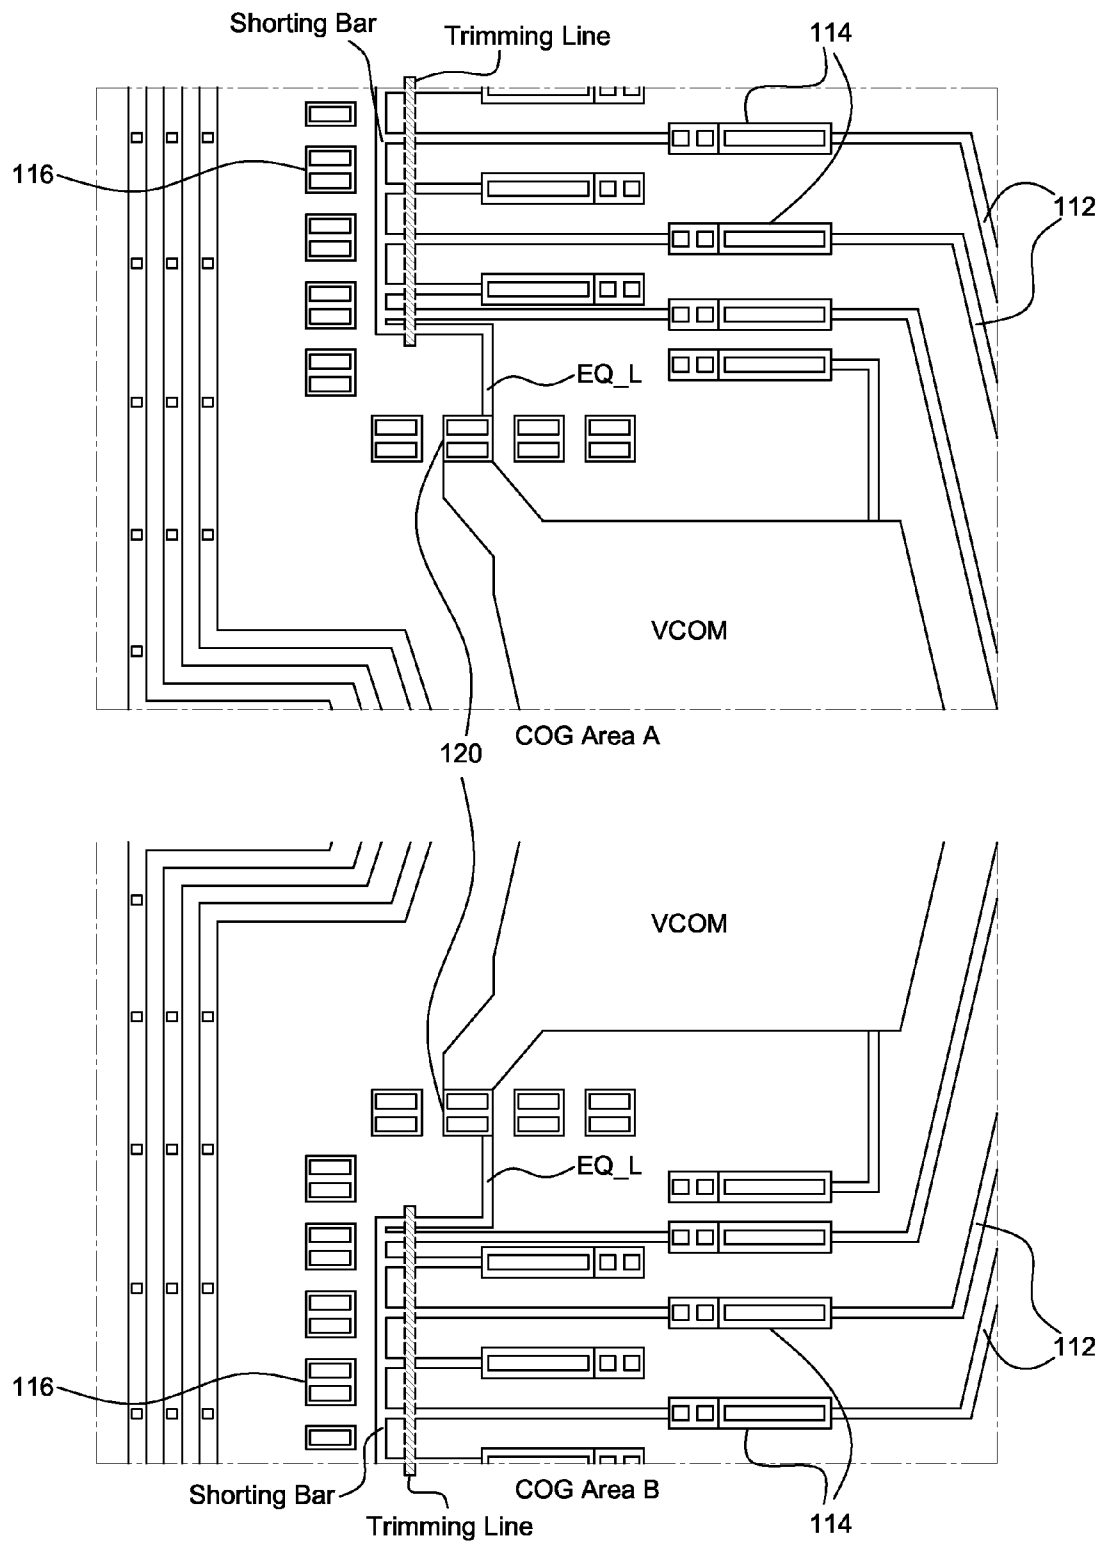 Shorting Bar
Trimming Line
114
116
112
EQ_L
VCOM
COG Area A
120
VCOM
EQ_L
112
116
Shorting Bar
COG Area B
114
Trimming Line